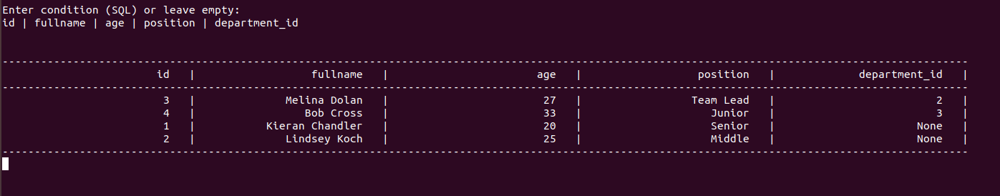 Enter condition (SQL) or leave empty:
id | fullname | age | position | department_id
------------------------------------------------------------------------------------------------------------------------------------------------------
id | fullname | age | position | department_id |
------------------------------------------------------------------------------------------------------------------------------------------------------
3 | Melina Dolan | 27 | Team Lead | 2 |
4 | Bob Cross | 33 | Junior | 3 |
1 | Kieran Chandler | 20 | Senior | None |
2 | Lindsey Koch | 25 | Middle | None |
------------------------------------------------------------------------------------------------------------------------------------------------------